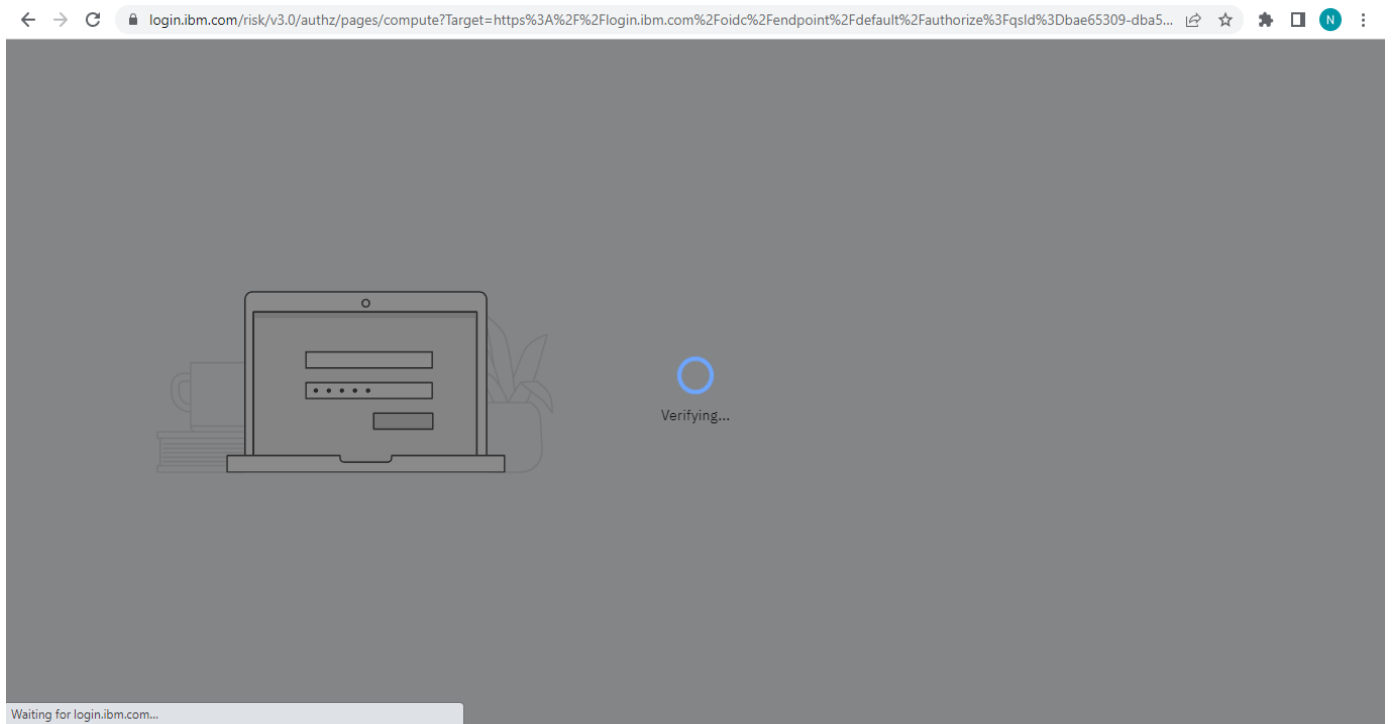 login.ibm.com/risk/v3.0/authz/pages/compute?Target=https%3A%2F%2Flogin.ibm.com%2Foidc%2Fendpoint%2Fdefault%2Fauthorize%3Fqsld%3Dbae65309-dba5...
N
Verifying...
Waiting for login.ibm.com...